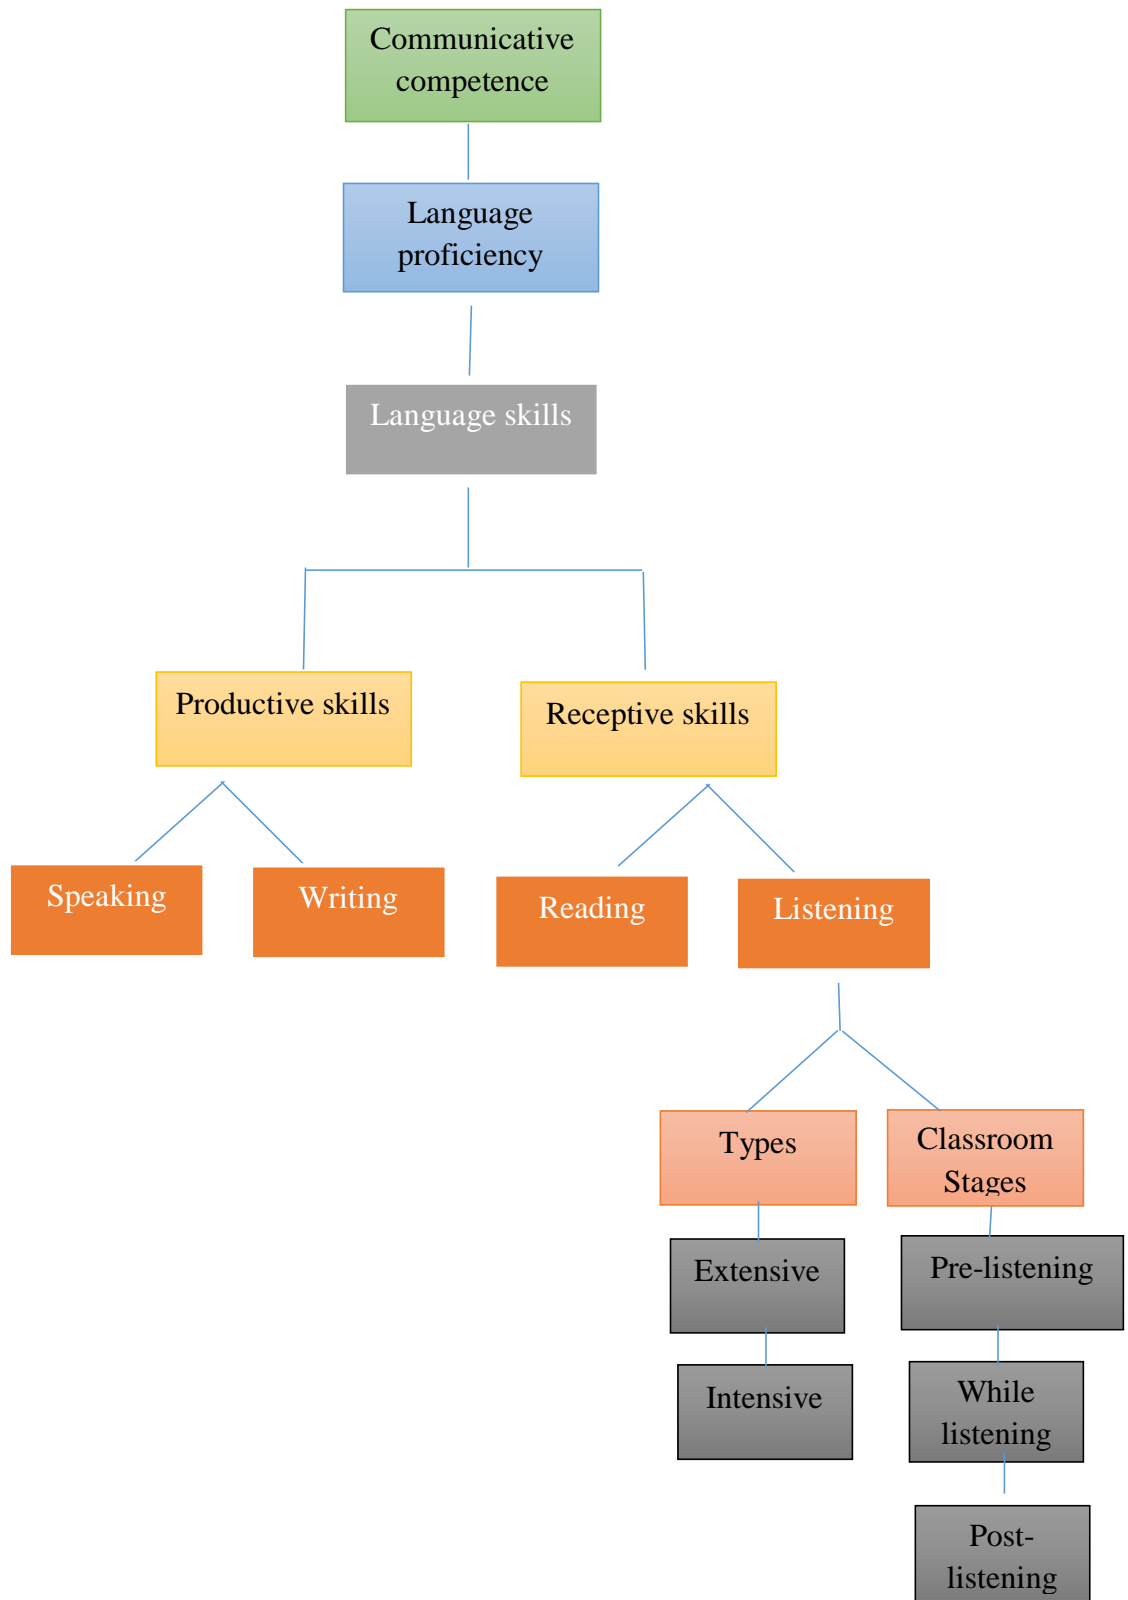 Communicative
competence
Language
proficiency
Language skills
Productive skills
Receptive skills
Speaking
Writing
Reading
Listening
Types
Classroom
Stages
Extensive
Pre-listening
Intensive
While
listening
Post-
listening